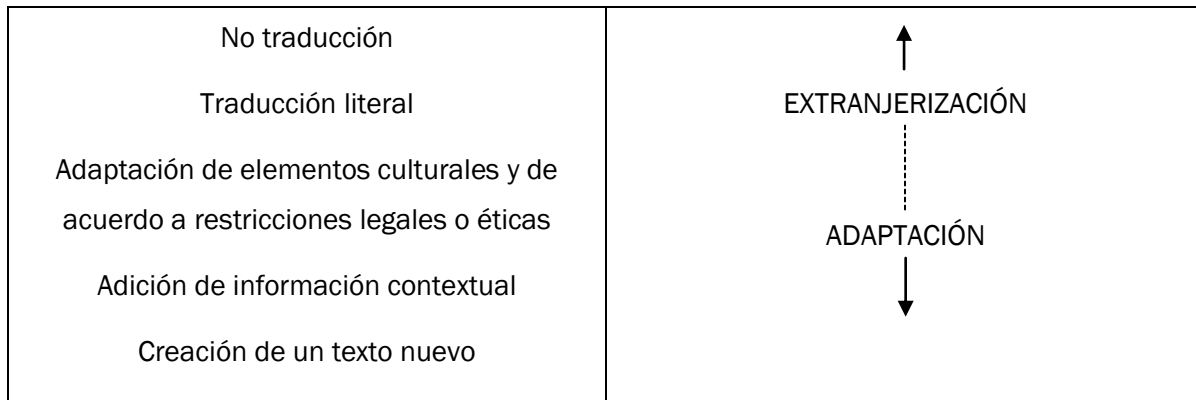 No traducción
Traducción literal
Adaptación de elementos culturales y de
acuerdo a restricciones legales o éticas
Adición de información contextual
Creación de un texto nuevo
EXTRANJERIZACIÓN
ADAPTACIÓN